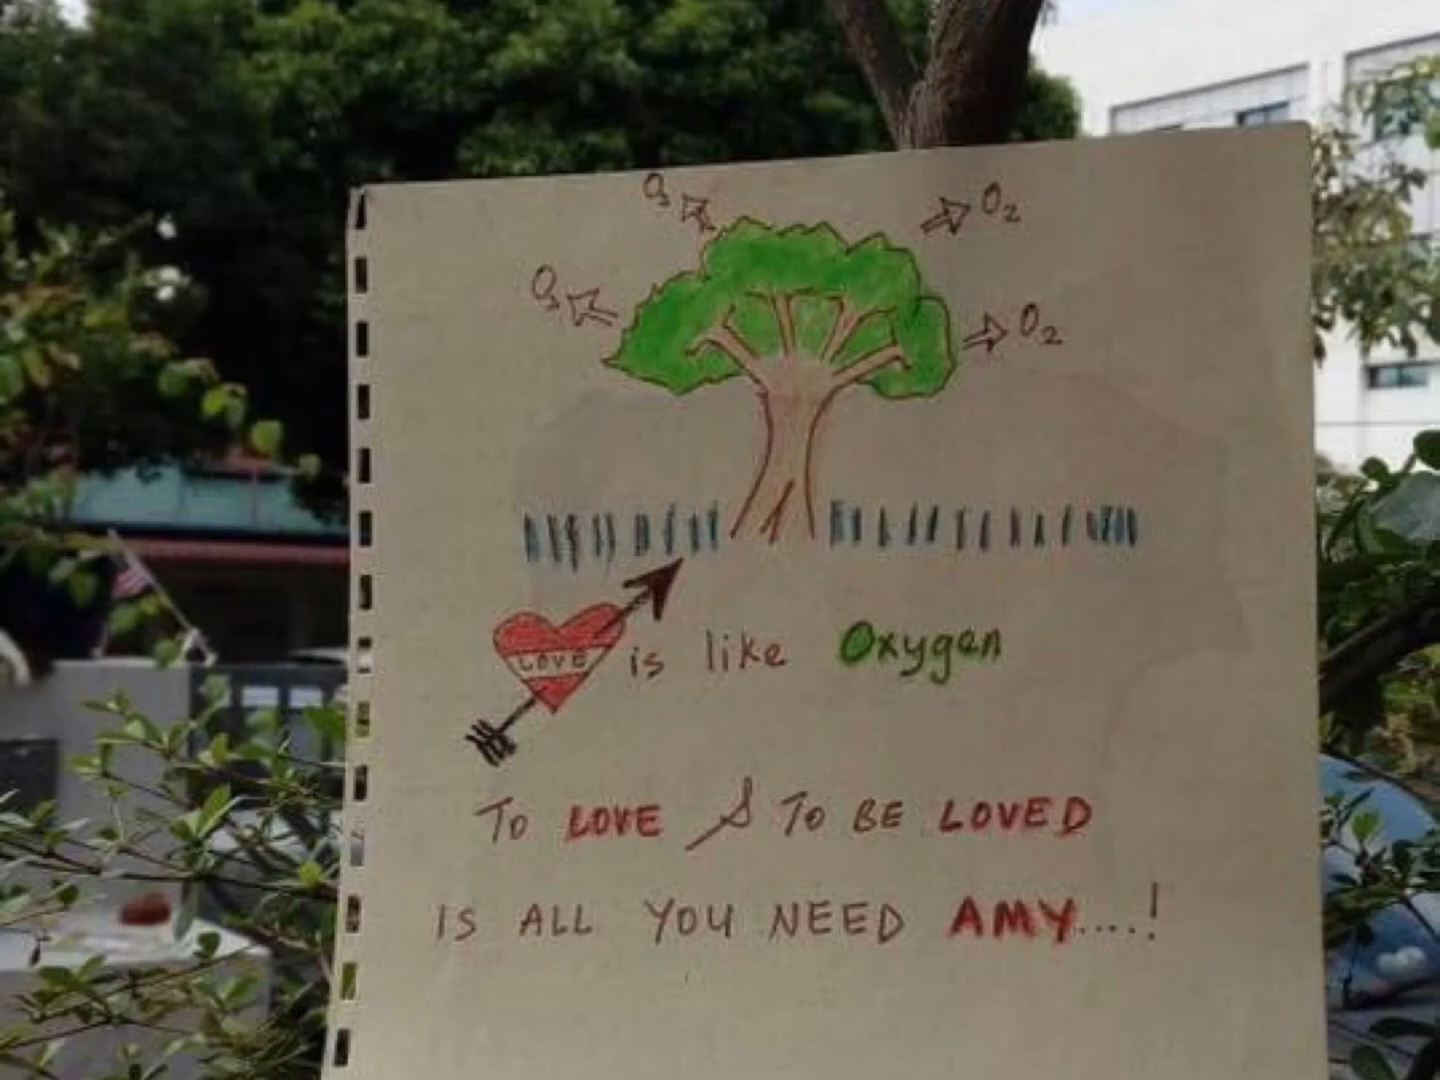 O2 O2
O2 O2
LOVE is like Oxygen
TO LOVE & TO BE LOVED
IS ALL YOU NEED AMY....!